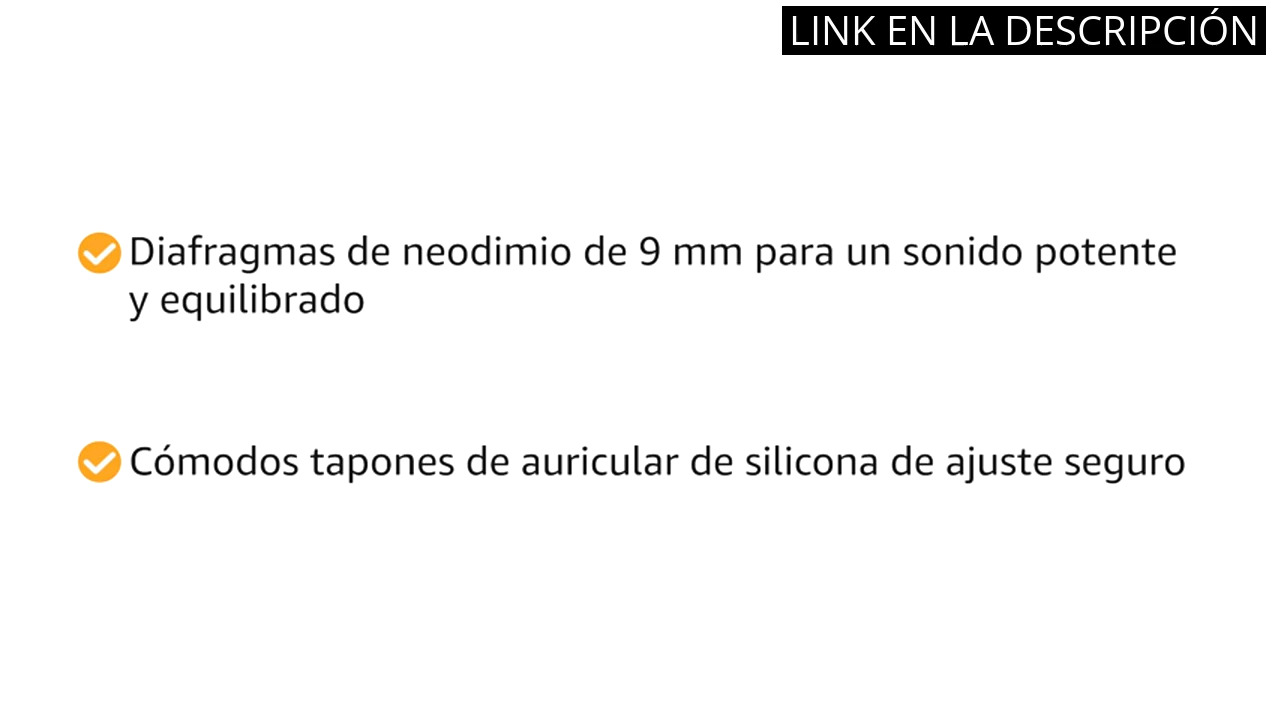 LINK EN LA DESCRIPCIÓN
Diafragmas de neodimio de 9 mm para un sonido potente
y equilibrado
Cómodos tapones de auricular de silicona de ajuste seguro